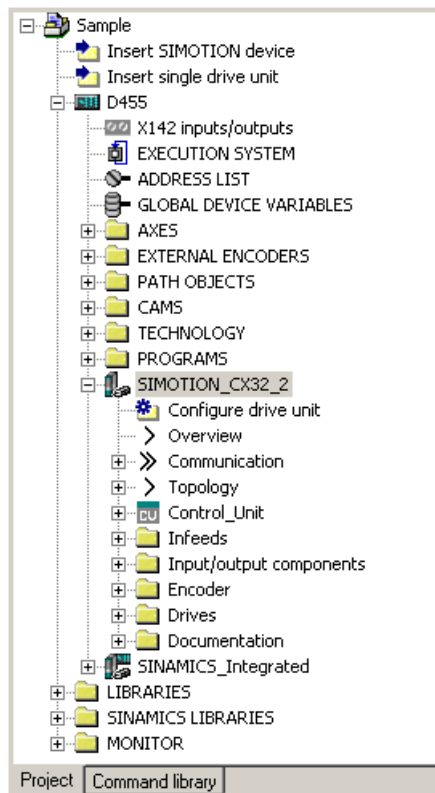 Sample
Insert SIMOTION device
Insert single drive unit
D455
X142 inputs/outputs
EXECUTION SYSTEM
ADDRESS LIST
GLOBAL DEVICE VARIABLES
AXES
EXTERNAL ENCODERS
PATH OBJECTS
CAMS
TECHNOLOGY
PROGRAMS
SIMOTION_CX32_2
Configure drive unit
Overview
Communication
Topology
CU Control_Unit
Infeeds
Input/output components
Encoder
Drives
Documentation
SINAMICS_Integrated
LIBRARIES
SINAMICS LIBRARIES
MONITOR
Project Command library